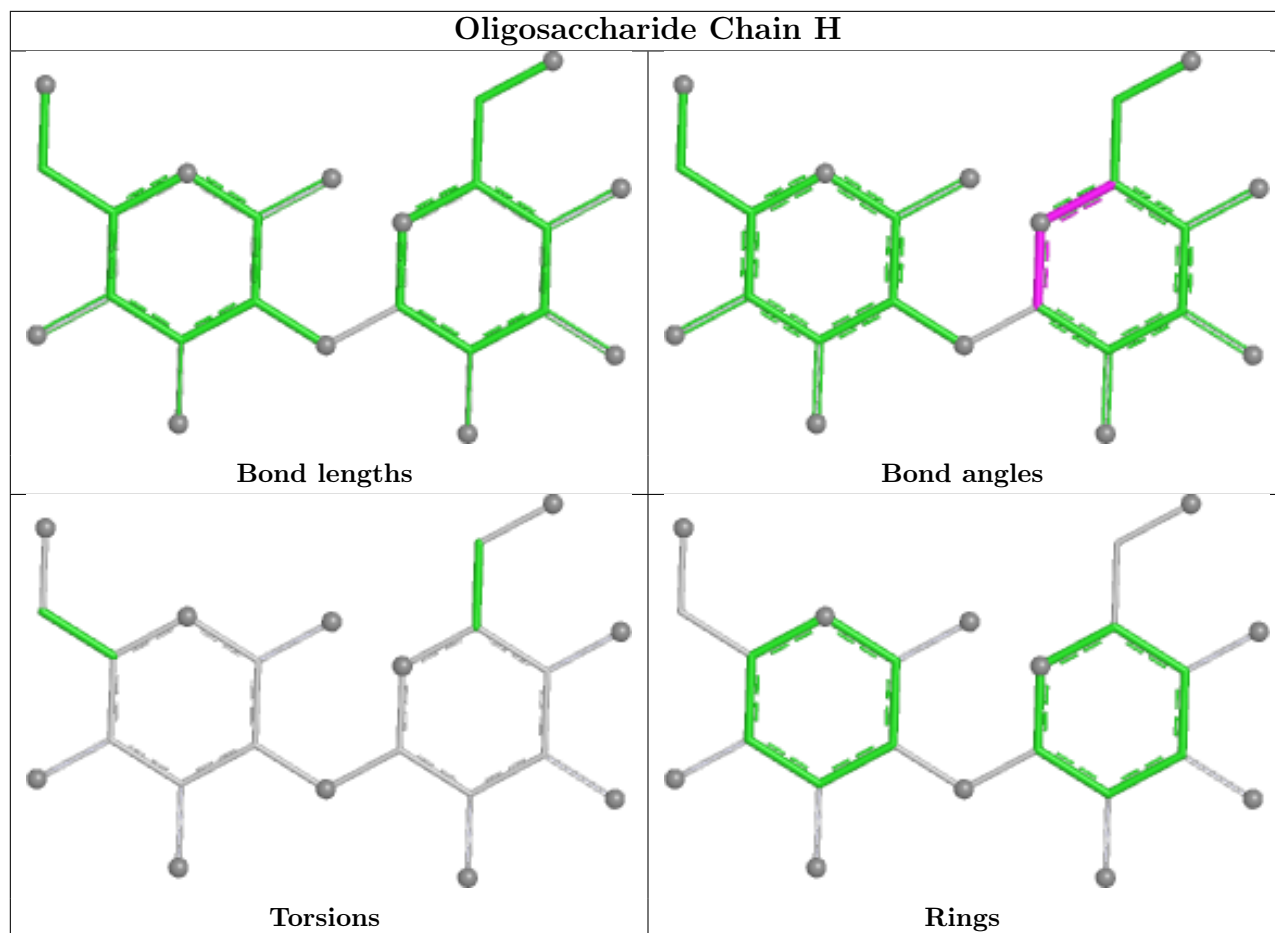 Oligosaccharide Chain H
Bond lengths
Bond angles
Torsions
Rings